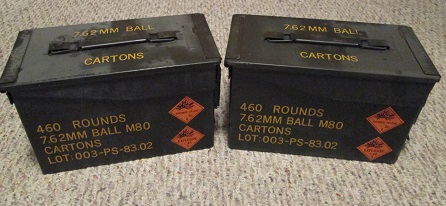 7.62MM BALL
CARTONS
460 ROUNDS
7.62MM BALL M80
CARTONS
LOT:003-PS-83.02
7.62MM BALL
CARTONS
460 ROUNDS
7.62MM BALL M80
CARTONS
LOT:003-PS-83.02